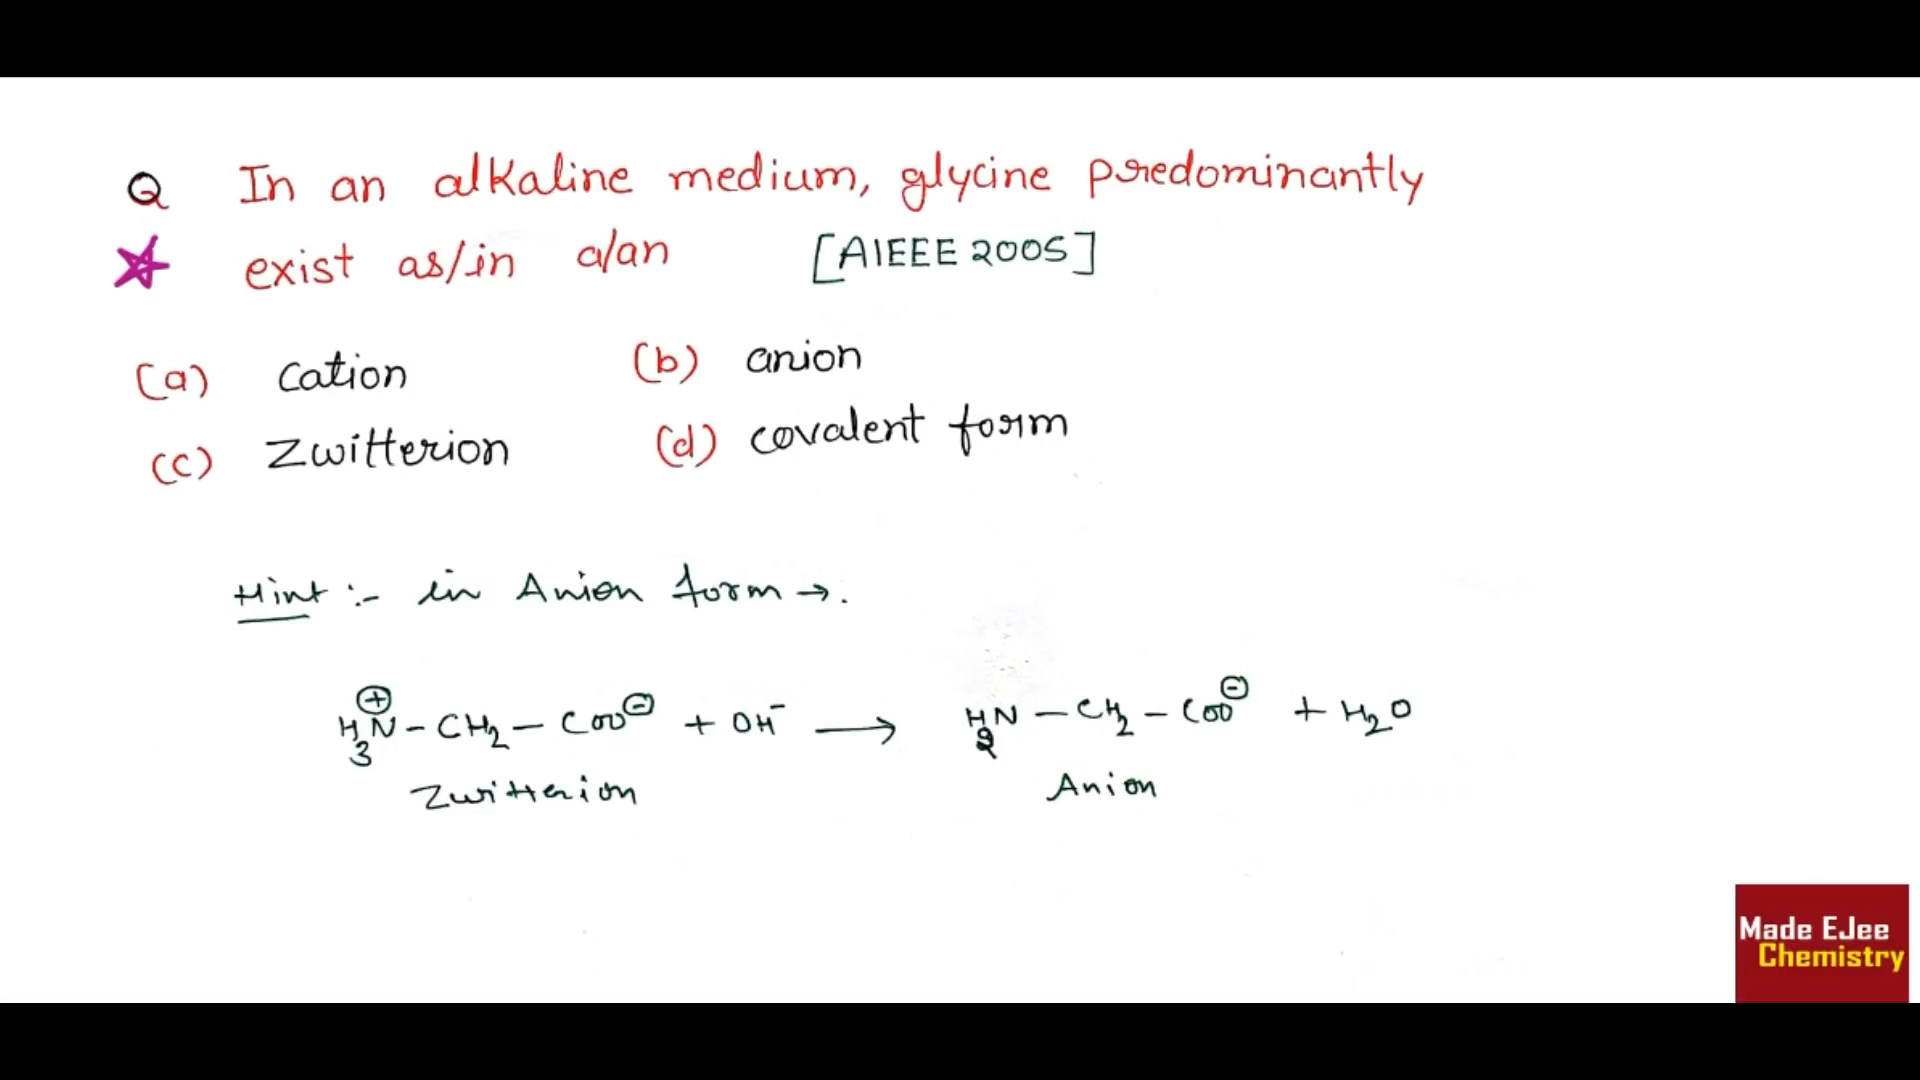 Q In an alkaline medium, glycine predominantly
exist as/in a/an [AIEEE 2005]
(a) cation (b) anion
(c) Zwitterion (d) covalent form
Hint :- in Anion form →.
H₃N⊕ - CH₂ - COO⊖ + OH⁻ ⟶ H₂N - CH₂ - COO⊖ + H₂O
Zwitterion Anion
Made EJee
Chemistry